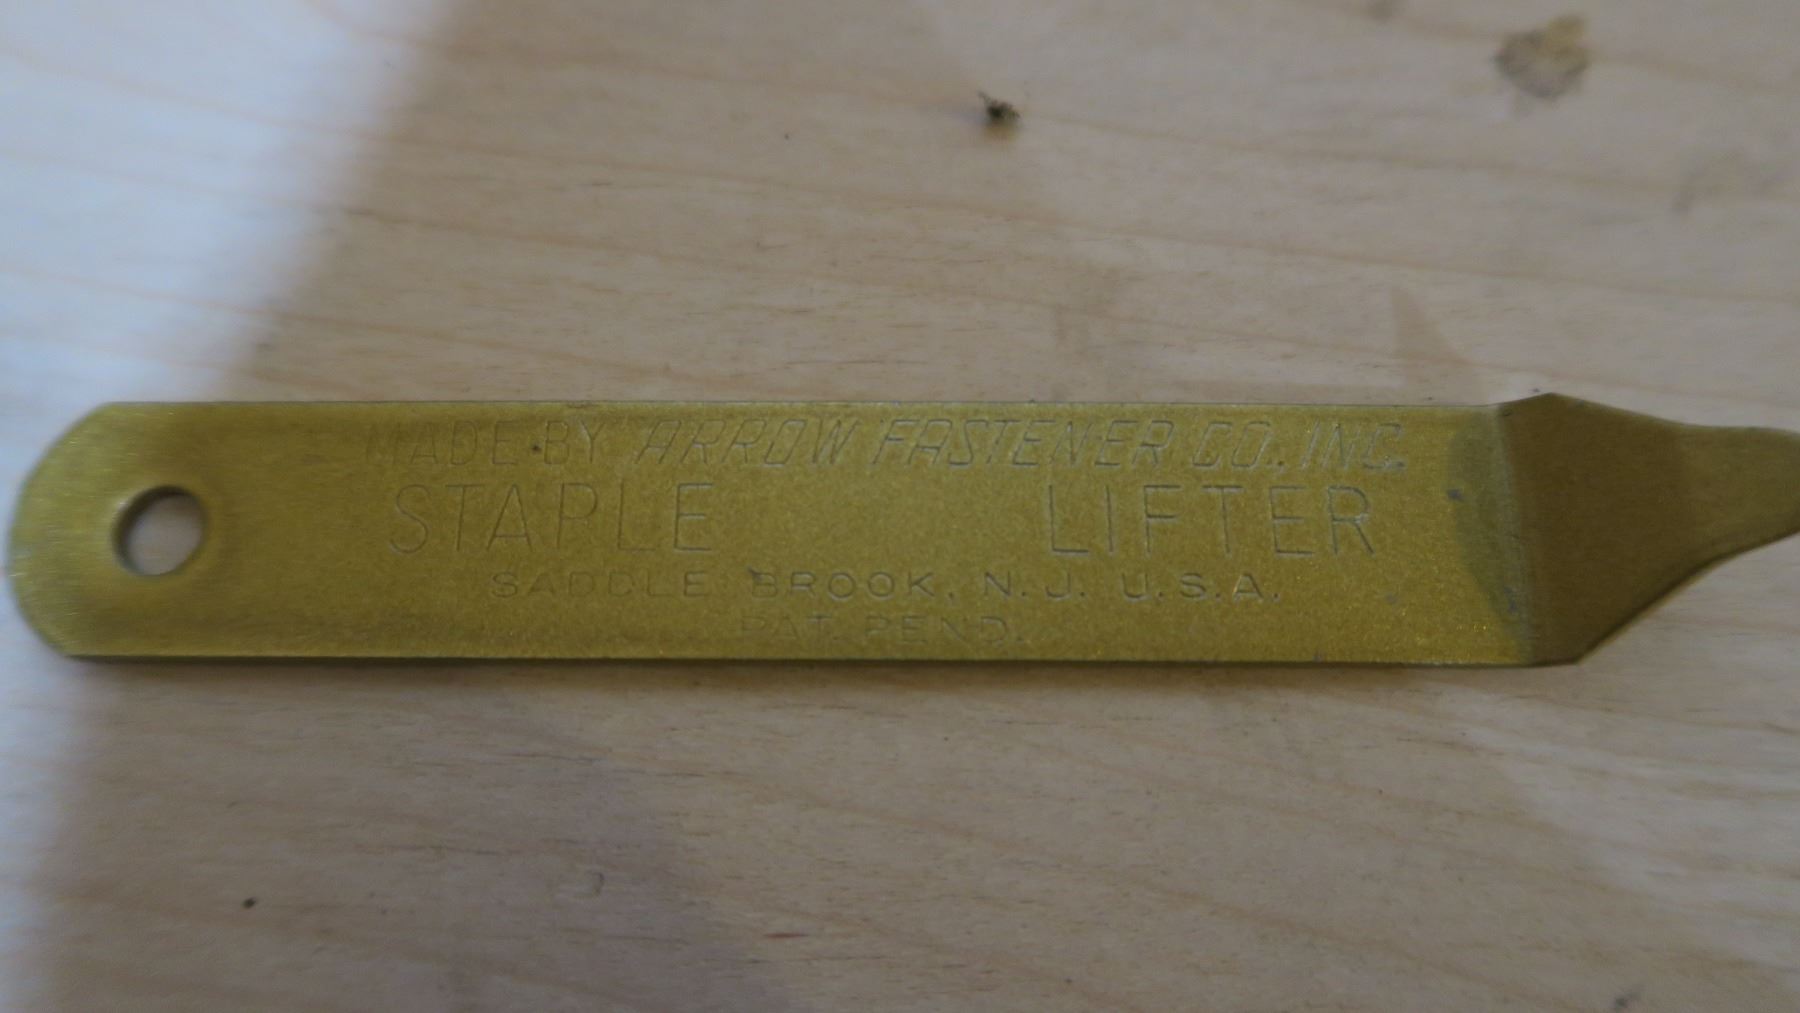 MADE BY ARROW FASTENER CO., INC.
STAPLE LIFTER
SADDLE BROOK, N.J. U.S.A.
PAT. PEND.